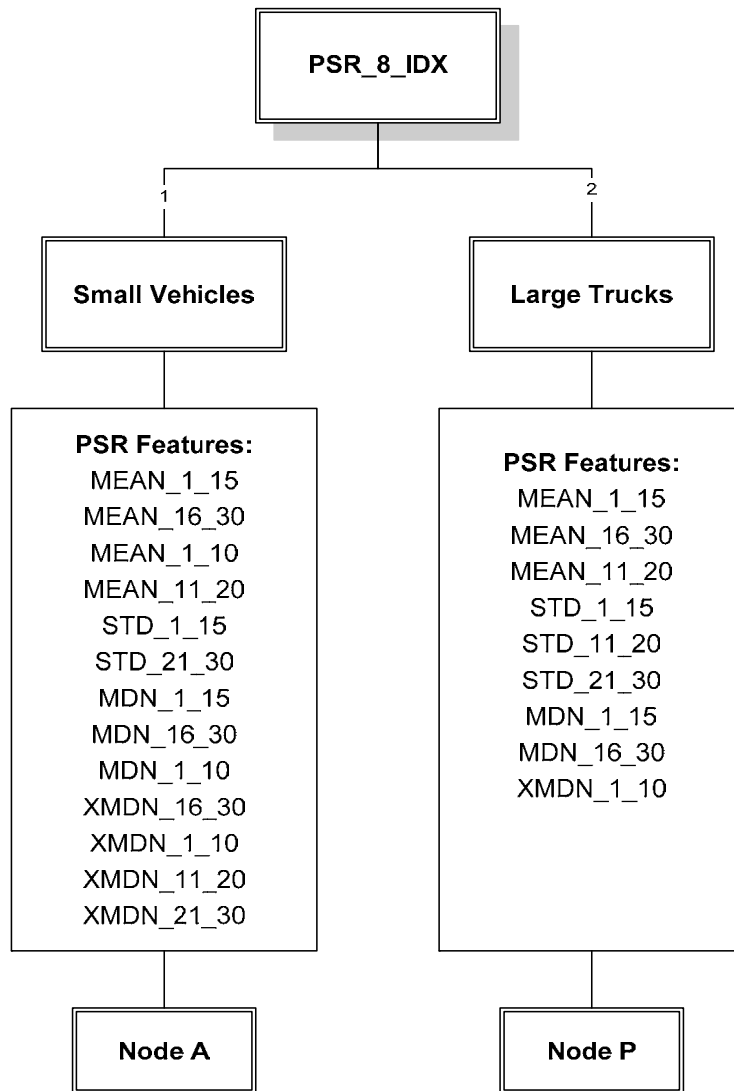 PSR_8_IDX
1
2
Small Vehicles
Large Trucks
PSR Features:
MEAN_1_15
MEAN_16_30
MEAN_1_10
MEAN_11_20
STD_1_15
STD_21_30
MDN_1_15
MDN_16_30
MDN_1_10
XMDN_16_30
XMDN_1_10
XMDN_11_20
XMDN_21_30
PSR Features:
MEAN_1_15
MEAN_16_30
MEAN_11_20
STD_1_15
STD_11_20
STD_21_30
MDN_1_15
MDN_16_30
XMDN_1_10
Node A
Node P